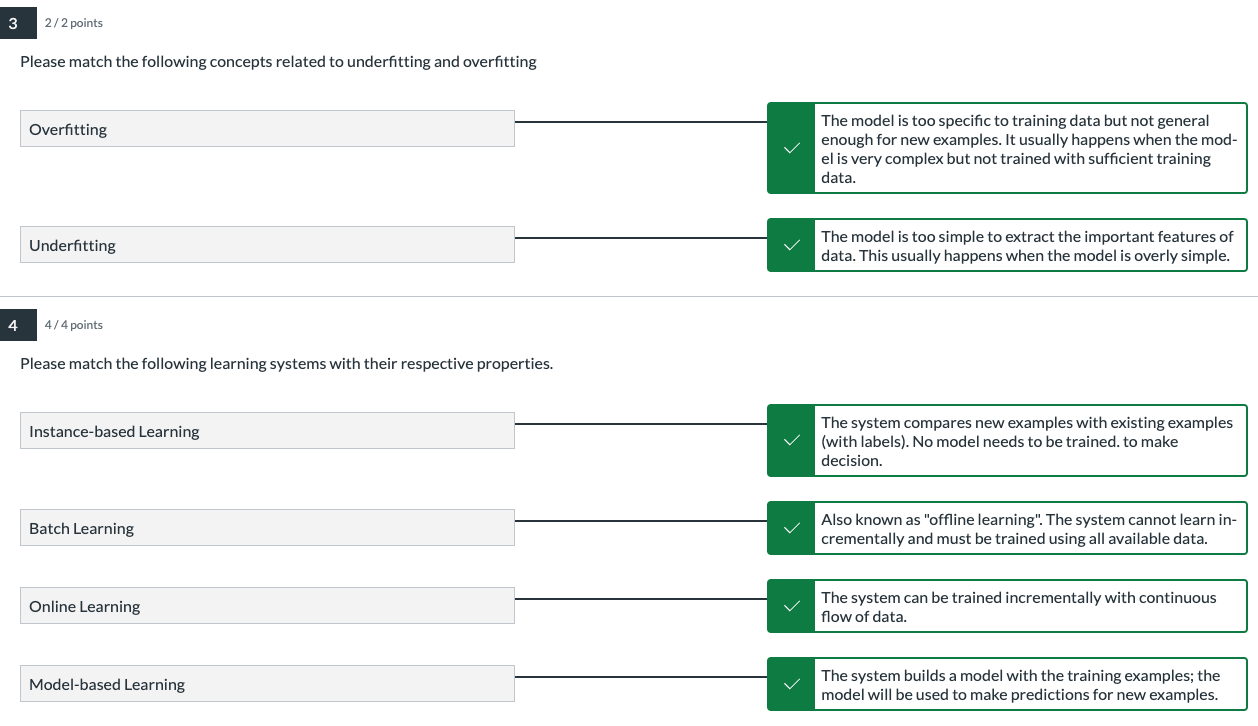 3
2 / 2 points
Please match the following concepts related to underfitting and overfitting
Overfitting
The model is too specific to training data but not general
enough for new examples. It usually happens when the mod-
el is very complex but not trained with sufficient training
data.
Underfitting
The model is too simple to extract the important features of
data. This usually happens when the model is overly simple.
4
4 / 4 points
Please match the following learning systems with their respective properties.
Instance-based Learning
The system compares new examples with existing examples
(with labels). No model needs to be trained. to make
decision.
Batch Learning
Also known as "offline learning". The system cannot learn in-
crementally and must be trained using all available data.
Online Learning
The system can be trained incrementally with continuous
flow of data.
Model-based Learning
The system builds a model with the training examples; the
model will be used to make predictions for new examples.